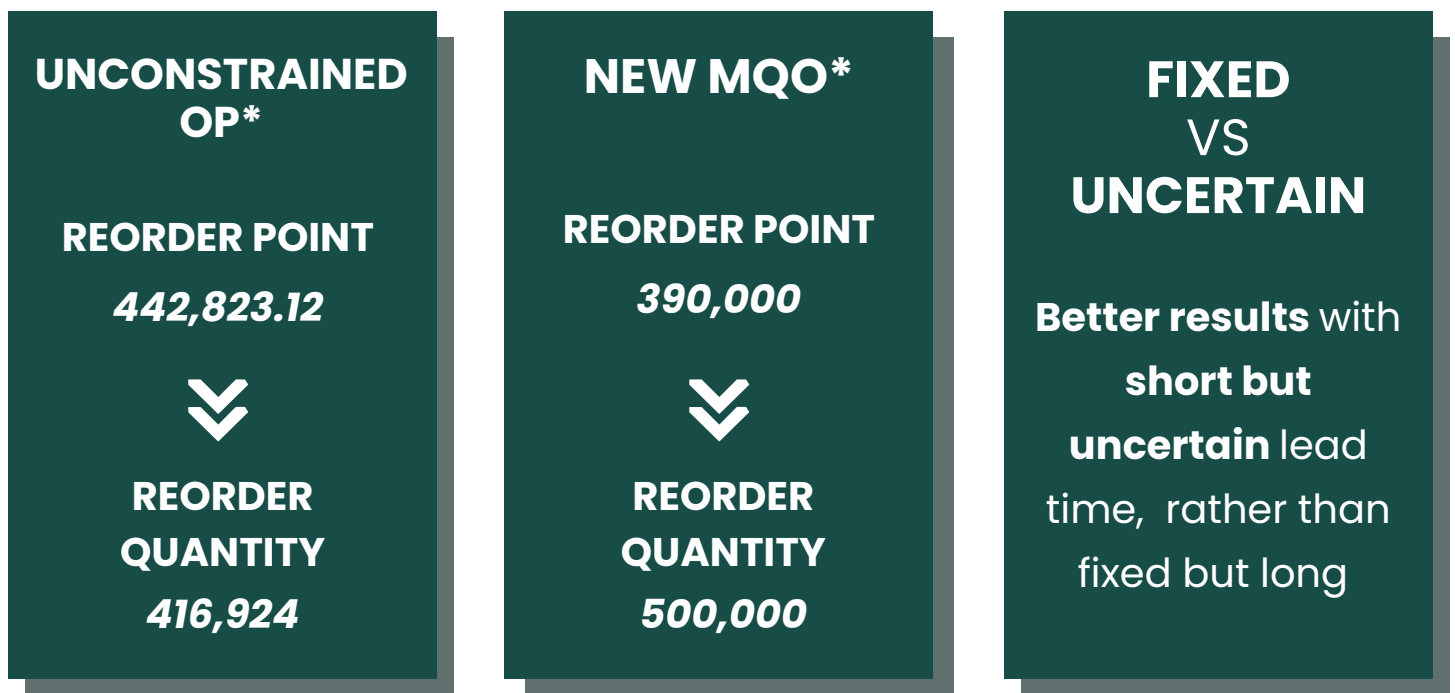 UNCONSTRAINED
OP*
REORDER POINT
442,823.12
REORDER
QUANTITY
416,924
NEW MQO*
REORDER POINT
390,000
REORDER
QUANTITY
500,000
FIXED
VS
UNCERTAIN
Better results with
short but
uncertain lead
time, rather than
fixed but long